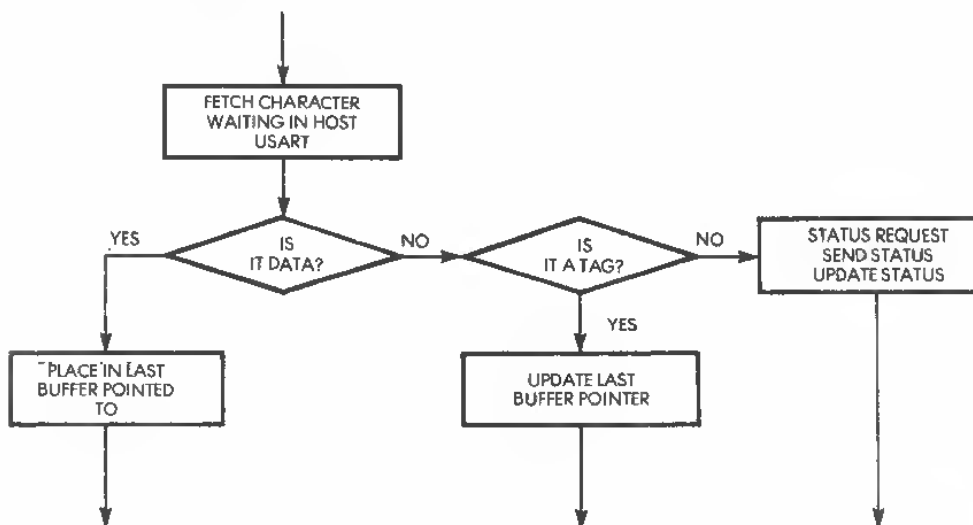 FETCH CHARACTER
WAITING IN HOST
USART
YES
IS
IT DATA?
NO
IS
IT A TAG?
NO
STATUS REQUEST
SEND STATUS
UPDATE STATUS
YES
PLACE IN LAST
BUFFER POINTED
TO
UPDATE LAST
BUFFER POINTER